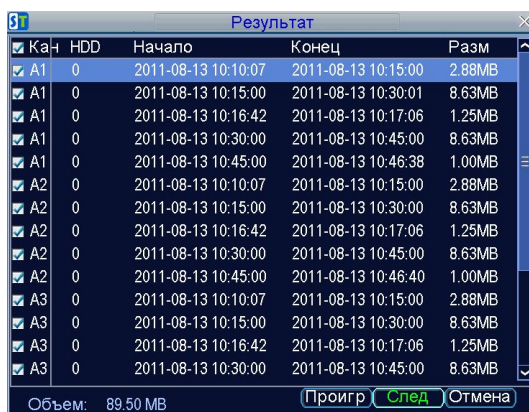 ST Результат
Кан HDD Начало Конец Разм
A1 0 2011-08-13 10:10:07 2011-08-13 10:15:00 2.88MB
A1 0 2011-08-13 10:15:00 2011-08-13 10:30:01 8.63MB
A1 0 2011-08-13 10:16:42 2011-08-13 10:17:06 1.25MB
A1 0 2011-08-13 10:30:00 2011-08-13 10:45:00 8.63MB
A1 0 2011-08-13 10:45:00 2011-08-13 10:46:38 1.00MB
A2 0 2011-08-13 10:10:07 2011-08-13 10:15:00 2.88MB
A2 0 2011-08-13 10:15:00 2011-08-13 10:30:00 8.63MB
A2 0 2011-08-13 10:16:42 2011-08-13 10:17:06 1.25MB
A2 0 2011-08-13 10:30:00 2011-08-13 10:45:00 8.63MB
A2 0 2011-08-13 10:45:00 2011-08-13 10:46:40 1.00MB
A3 0 2011-08-13 10:10:07 2011-08-13 10:15:00 2.88MB
A3 0 2011-08-13 10:15:00 2011-08-13 10:30:00 8.63MB
A3 0 2011-08-13 10:16:42 2011-08-13 10:17:06 1.25MB
A3 0 2011-08-13 10:30:00 2011-08-13 10:45:00 8.63MB
Объем: 89.50 MB Проигр След Отмена